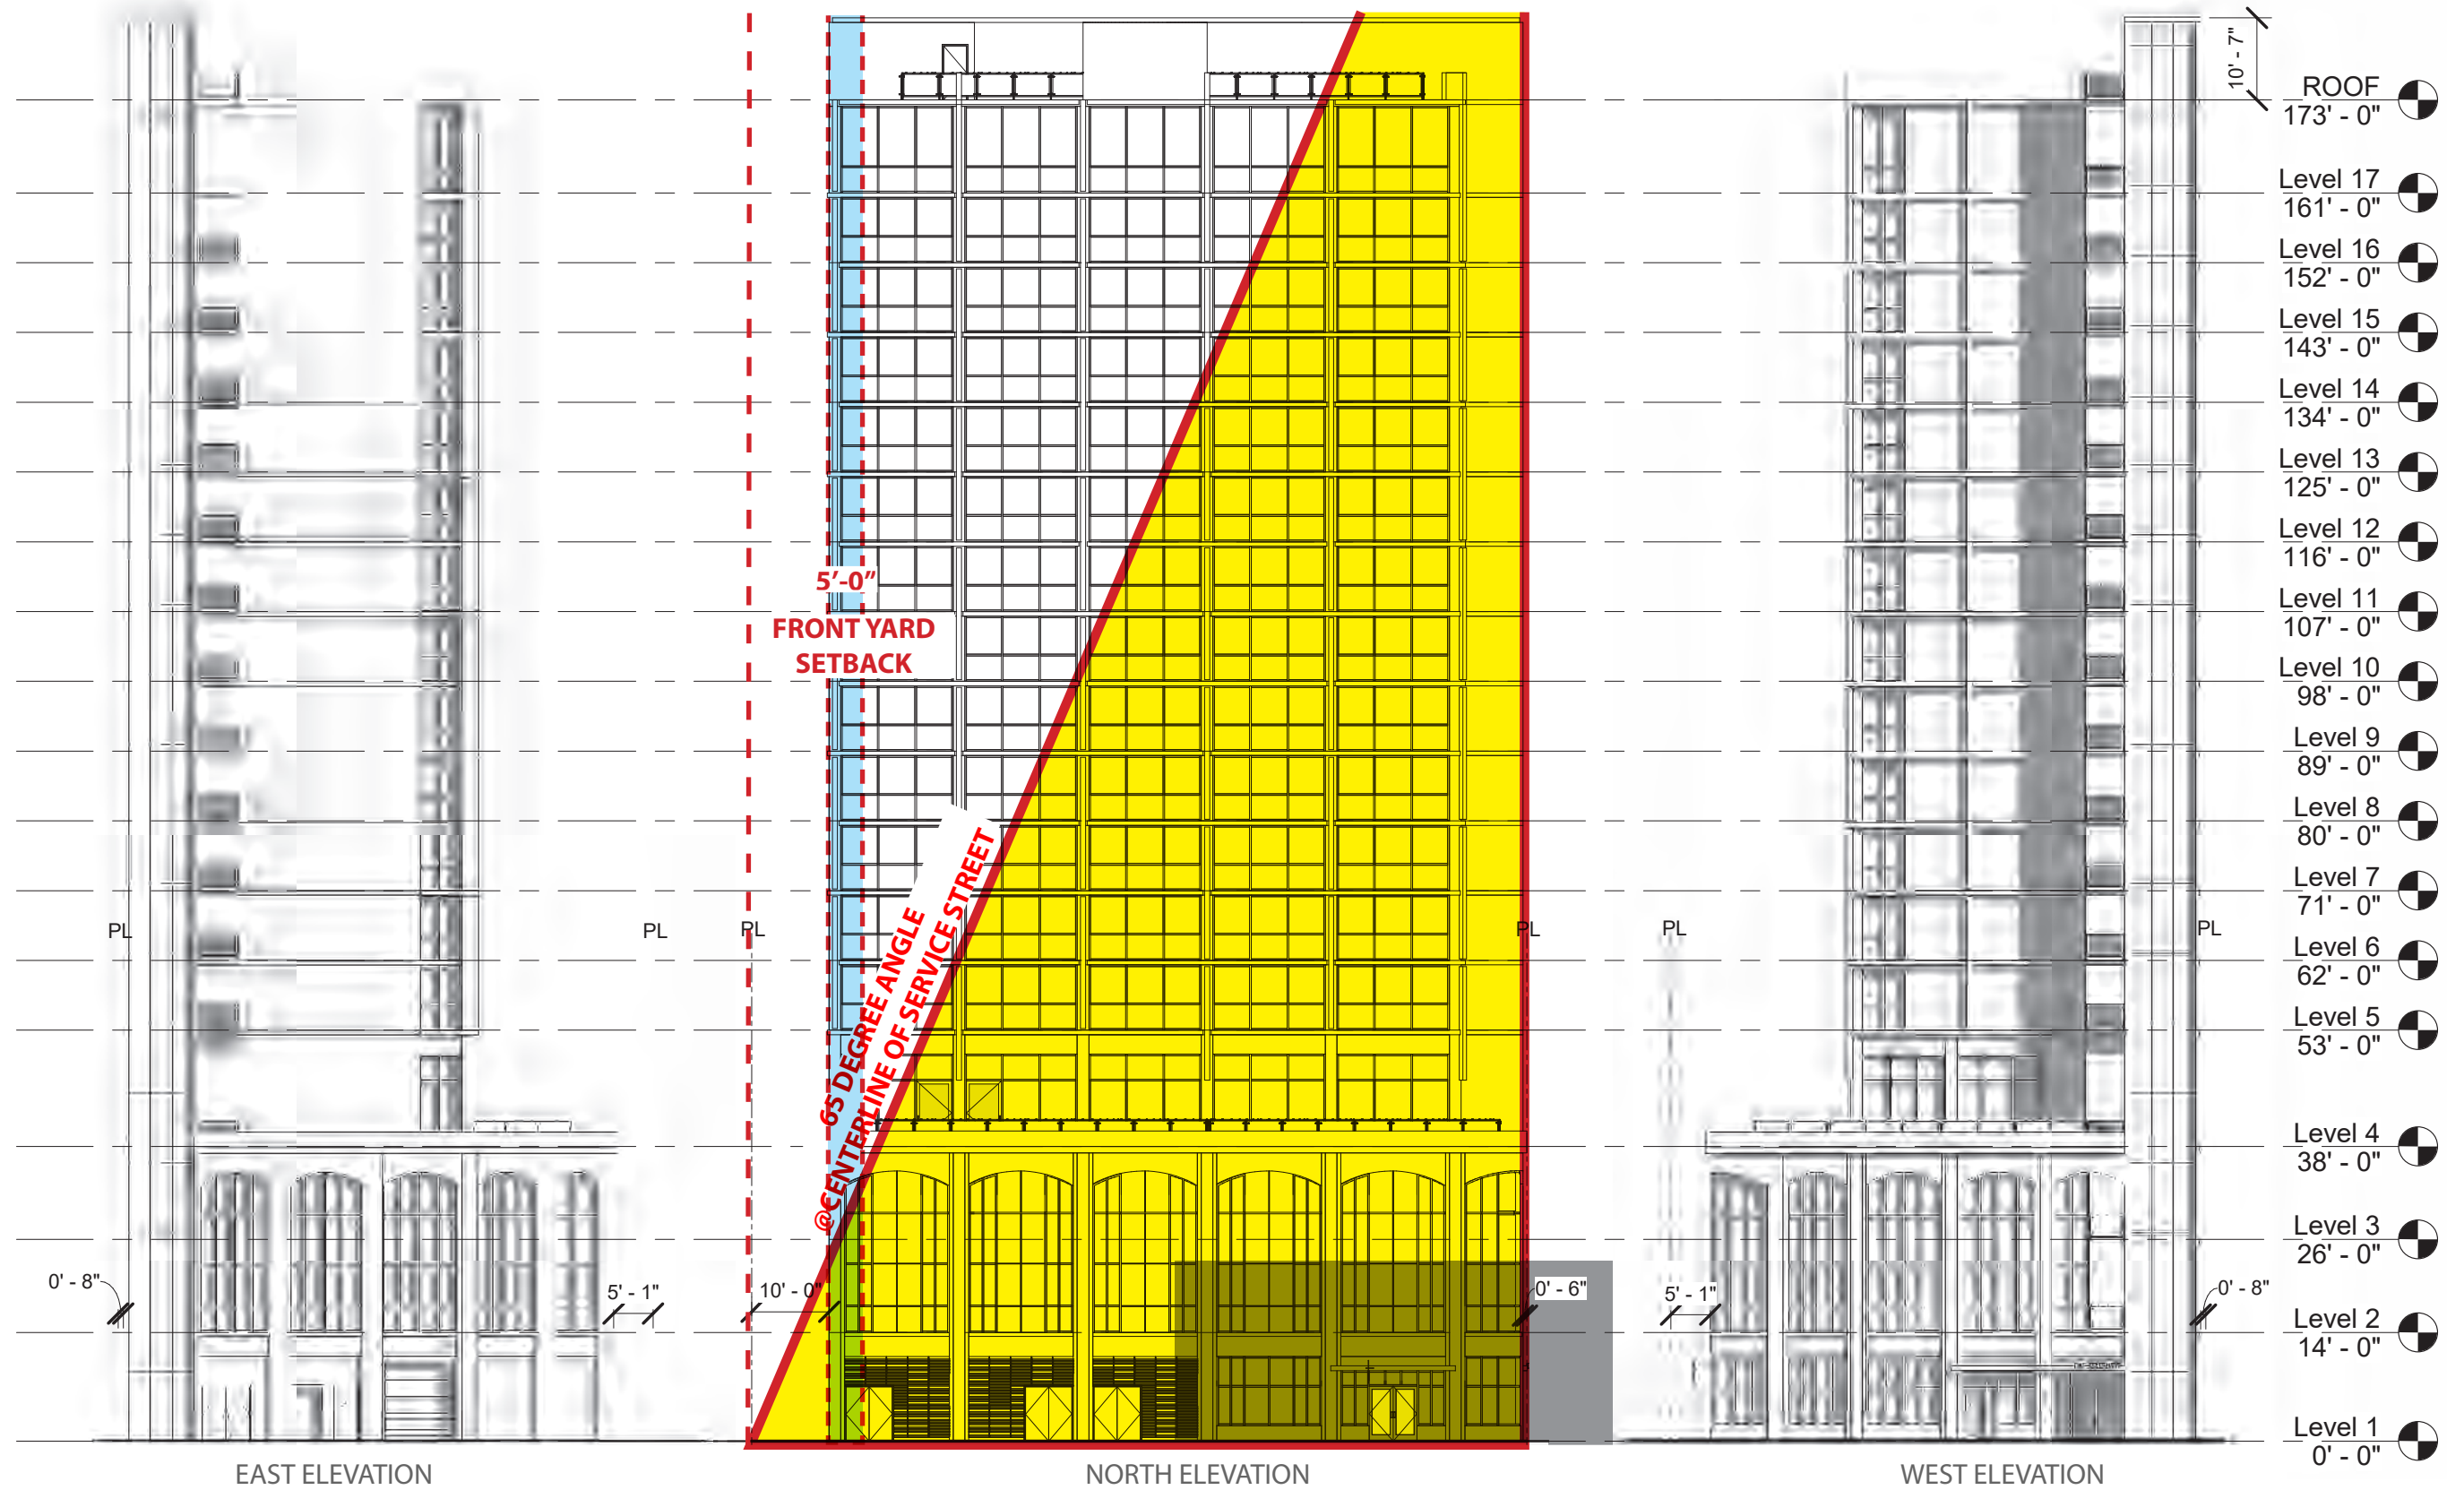 10' - 7"
ROOF
173' - 0"
Level 17
161' - 0"
Level 16
152' - 0"
Level 15
143' - 0"
Level 14
134' - 0"
Level 13
125' - 0"
Level 12
116' - 0"
5'-0”
FRONT YARD
SETBACK
Level 11
107' - 0"
Level 10
98' - 0"
Level 9
89' - 0"
Level 8
80' - 0"
65 DEGREE ANGLE
@CENTERLINE OF SERVICE STREET
Level 7
71' - 0"
PL
PL
PL
PL
PL
PL
Level 6
62' - 0"
Level 5
53' - 0"
Level 4
38' - 0"
Level 3
26' - 0"
0' - 8"
5' - 1"
10' - 0"
0' - 6"
5' - 1"
0' - 8"
Level 2
14' - 0"
Level 1
0' - 0"
EAST ELEVATION
NORTH ELEVATION
WEST ELEVATION